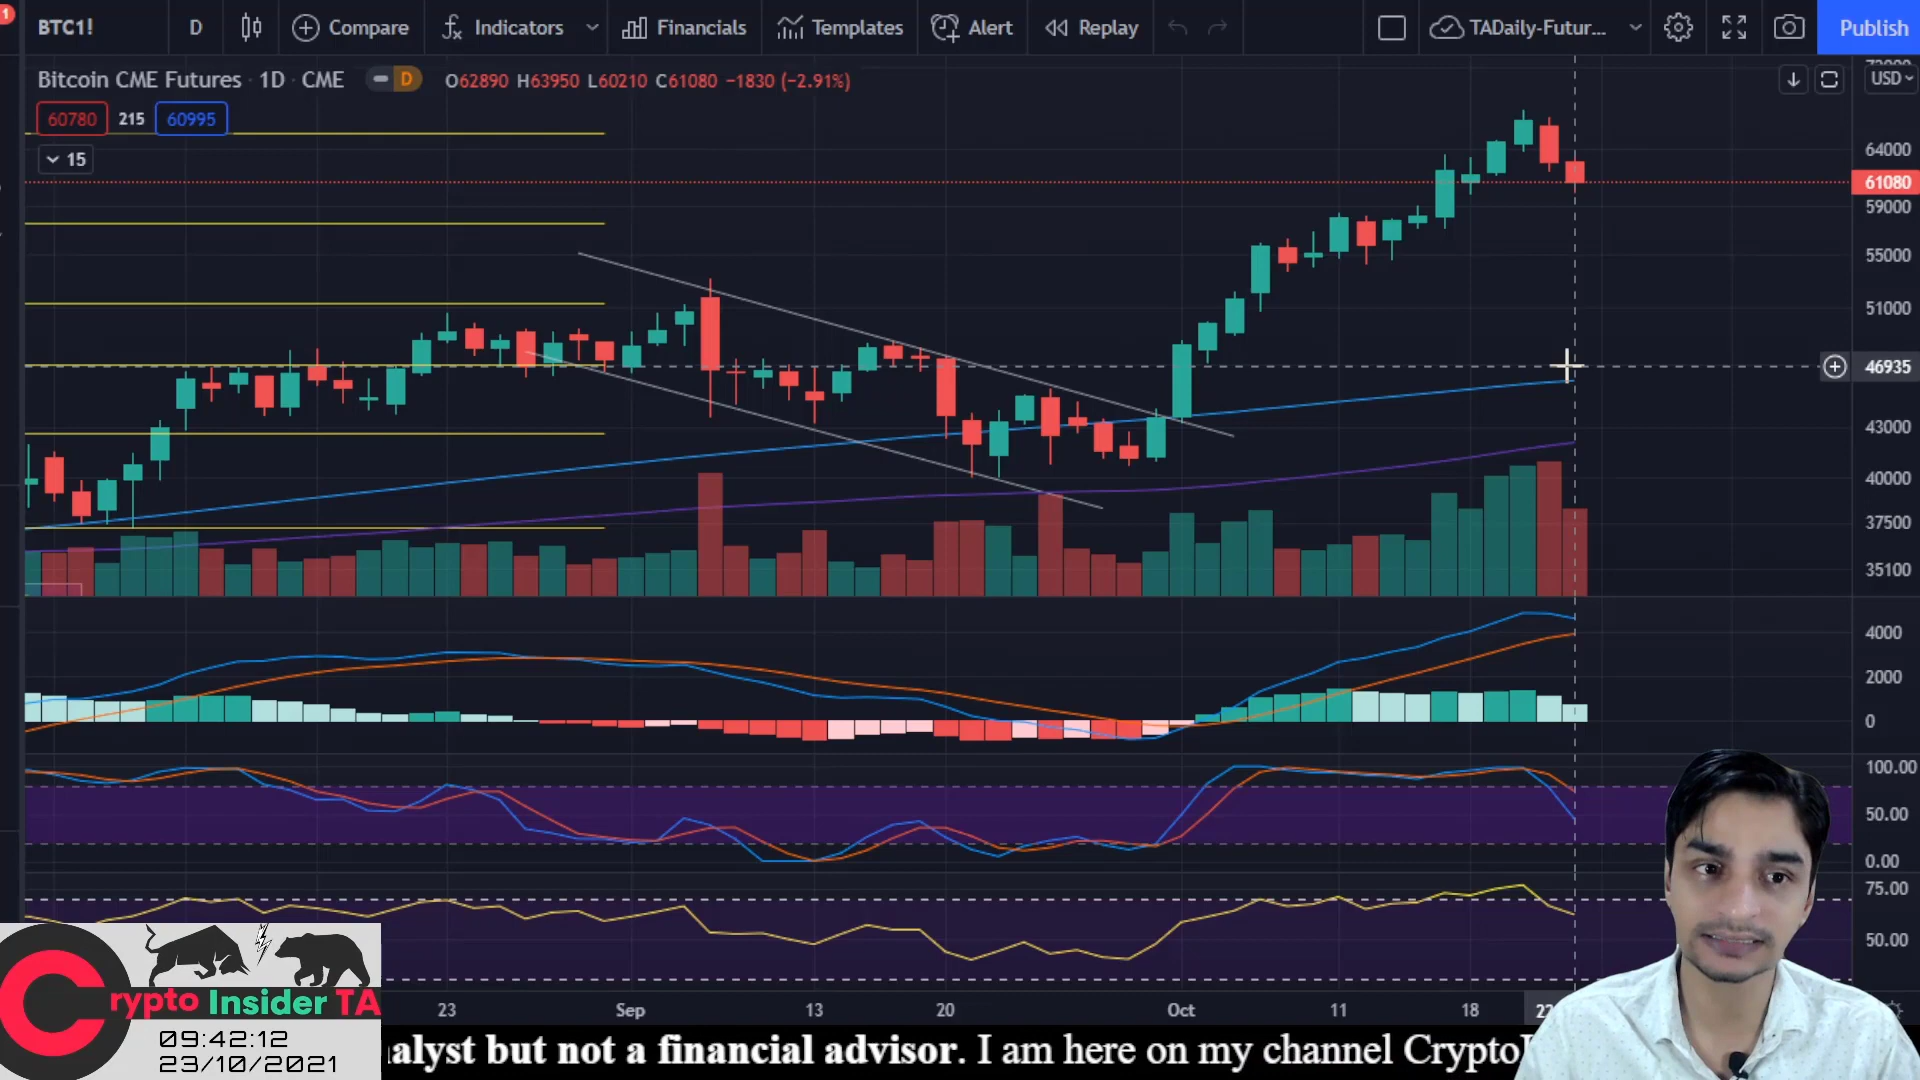 1
BTC1!
D
Compare
Indicators
Financials
Templates
Alert
Replay
TADaily-Futur...
Publish
Bitcoin CME Futures · 1D · CME
D
O62890 H63950 L60210 C61080 −1830 (−2.91%)
USD
60780
215
60995
15
64000
61080
59000
55000
51000
46935
43000
40000
37500
35100
4000
2000
0
100.00
50.00
0.00
75.00
50.00
23
Sep
13
20
Oct
11
18
22
Crypto Insider TA
09:42:12
23/10/2021
alyst but not a financial advisor. I am here on my channel Crypto